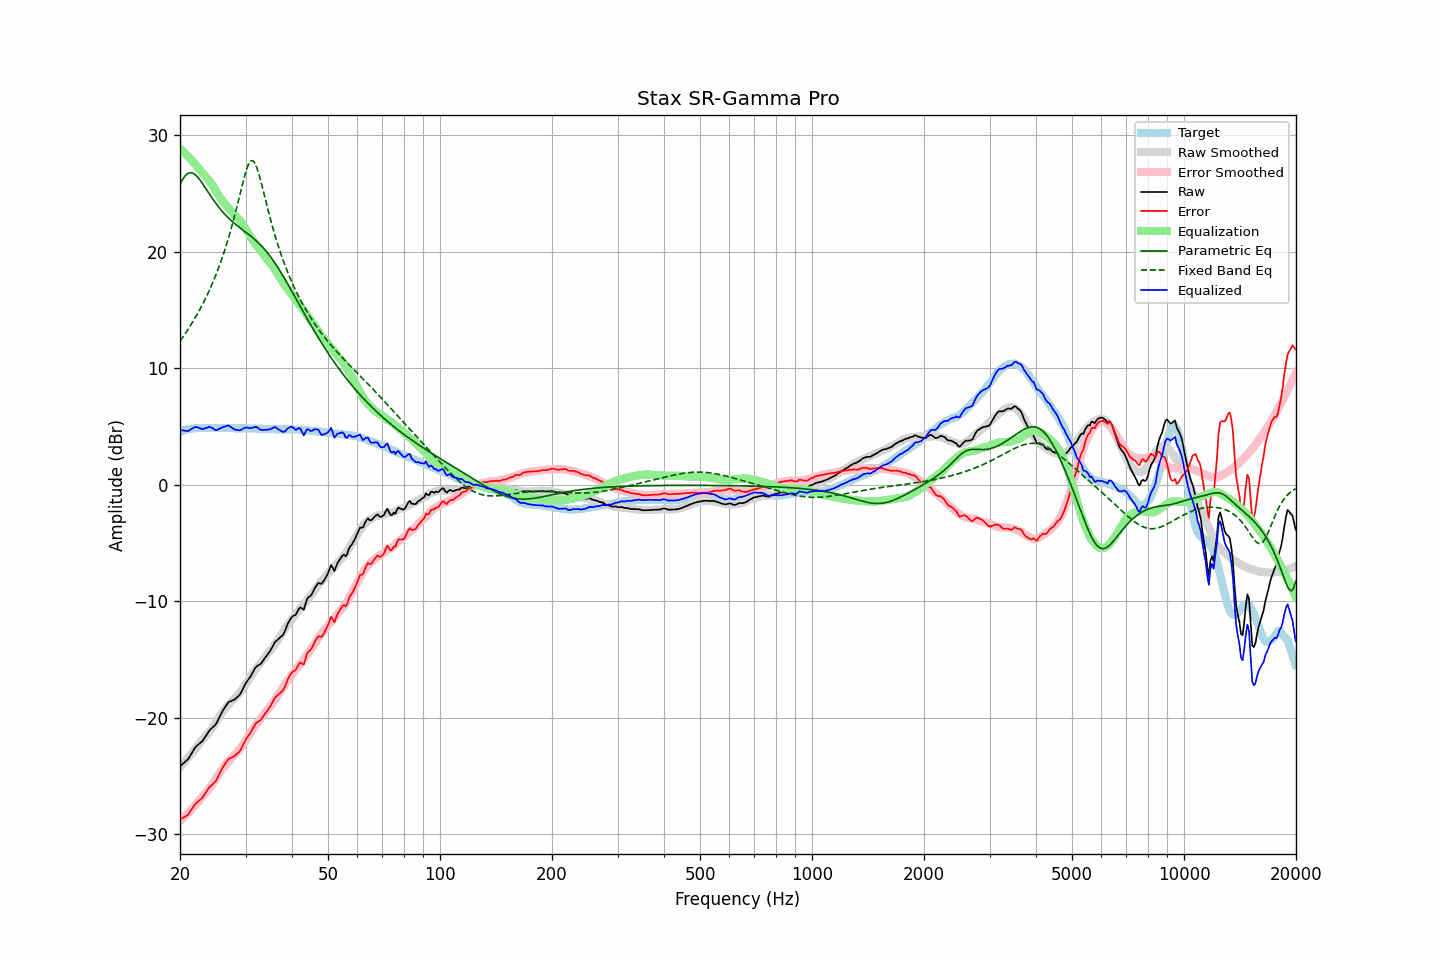 Stax SR-Gamma Pro
Amplitude (dBr)
30
20
10
0
−10
−20
−30
Target
Raw Smoothed
Error Smoothed
Raw
Error
Equalization
Parametric Eq
Fixed Band Eq
Equalized
20 50 100 200 500 1000 2000 5000 10000 20000
Frequency (Hz)